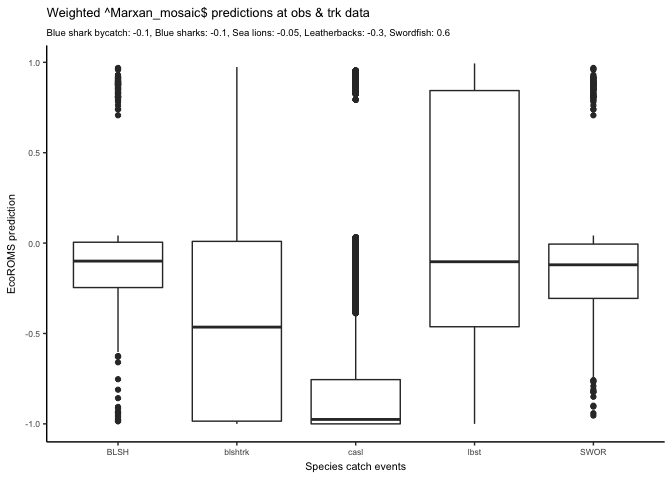 Weighted ^Marxan_mosaic$ predictions at obs & trk data
Blue shark bycatch: -0.1, Blue sharks: -0.1, Sea lions: -0.05, Leatherbacks: -0.3, Swordfish: 0.6
1.0
0.5
0.0
-0.5
-1.0
EcoROMS prediction
BLSH blshtrk casl lbst SWOR
Species catch events